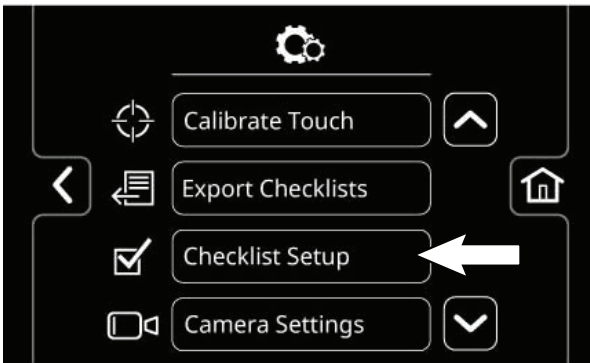 Calibrate Touch
Export Checklists
Checklist Setup
Camera Settings